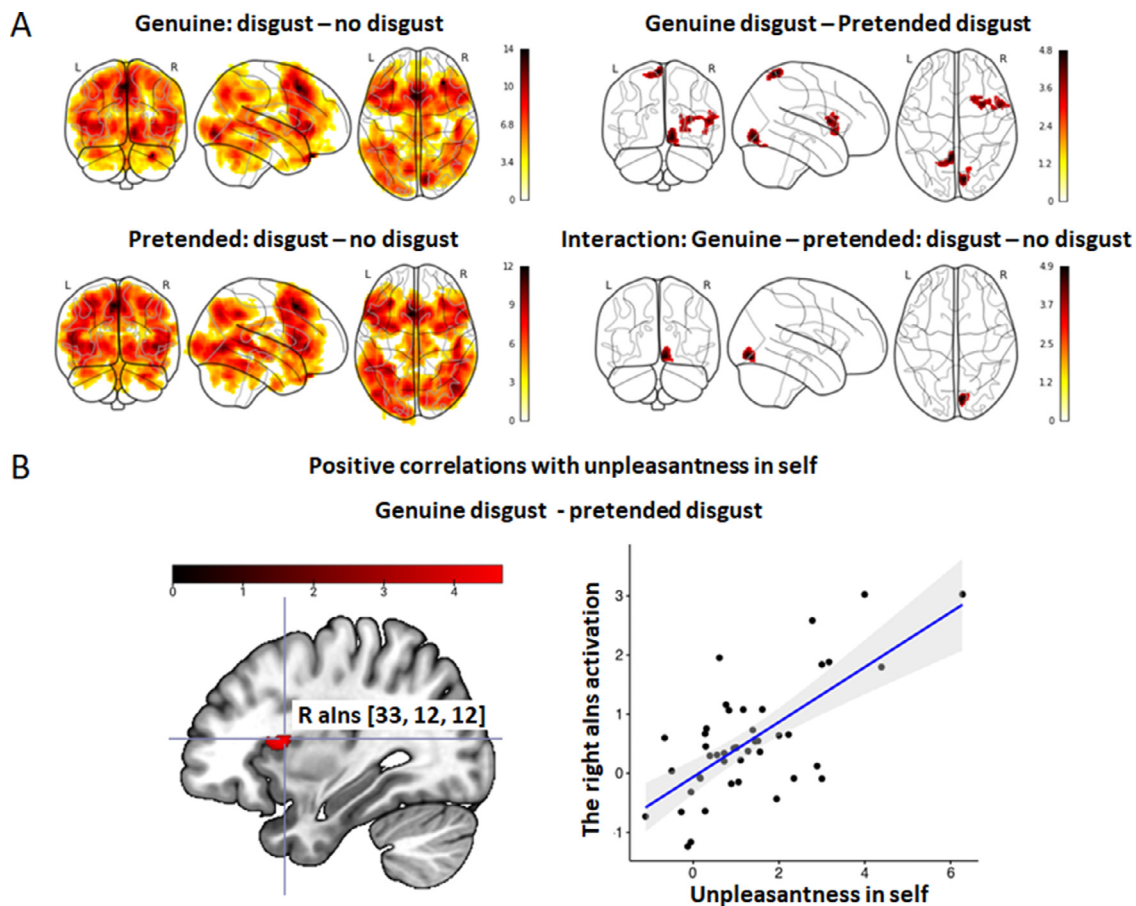 A
Genuine: disgust – no disgust
L R
14
10
6.8
3.4
0
Genuine disgust – Pretended disgust
L R
4.8
3.6
2.4
1.2
0
Pretended: disgust – no disgust
L R
12
9
6
3
0
Interaction: Genuine – pretended: disgust – no disgust
L R
4.9
3.7
2.5
1.2
0
B
Positive correlations with unpleasantness in self
Genuine disgust - pretended disgust
0 1 2 3 4
R aIns [33, 12, 12]
The right aIns activation
3
2
1
0
-1
0 2 4 6
Unpleasantness in self